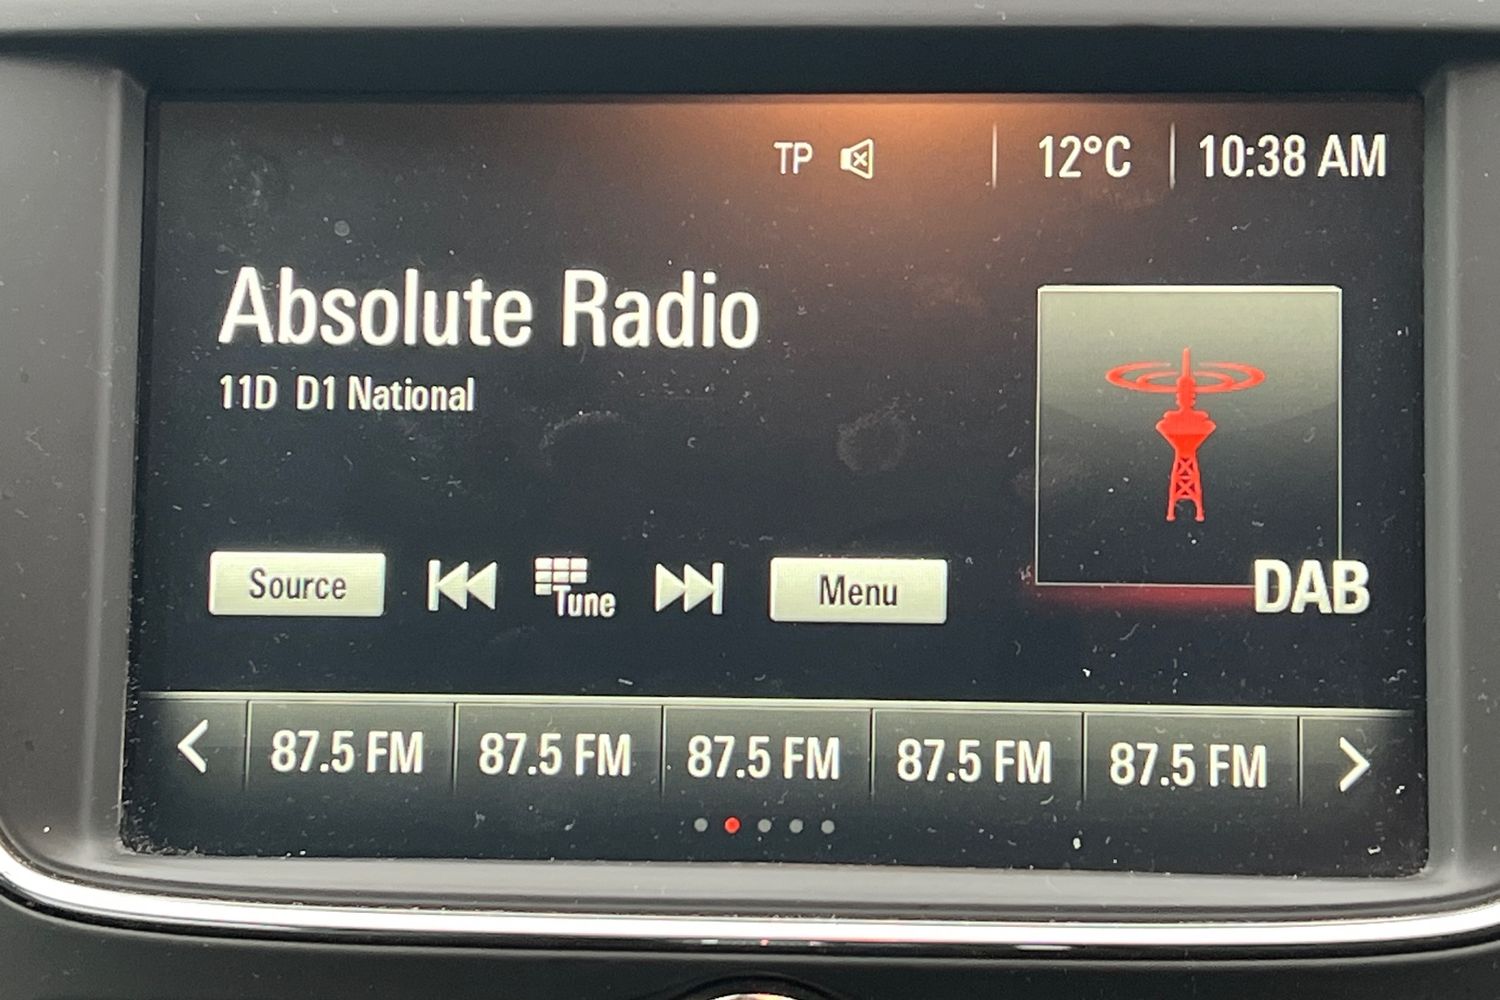 TP 12°C 10:38 AM
Absolute Radio
11D D1 National
Source Tune Menu
DAB
87.5 FM 87.5 FM 87.5 FM 87.5 FM 87.5 FM